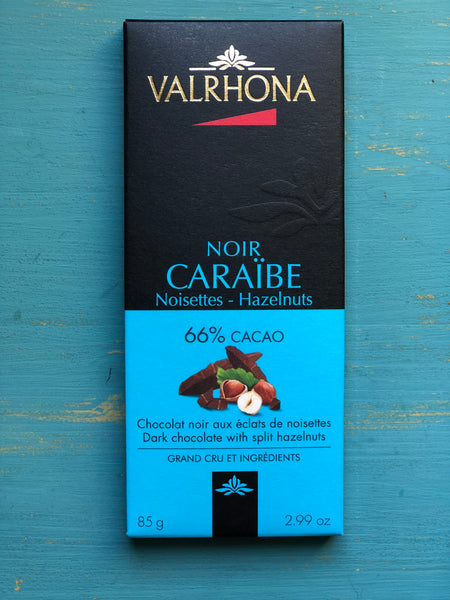 VALRHONA
NOIR
CARAÏBE
Noisettes - Hazelnuts
66% CACAO
Chocolat noir aux éclats de noisettes
Dark chocolate with split hazelnuts
GRAND CRU ET INGRÉDIENTS
85 g 2.99 oz